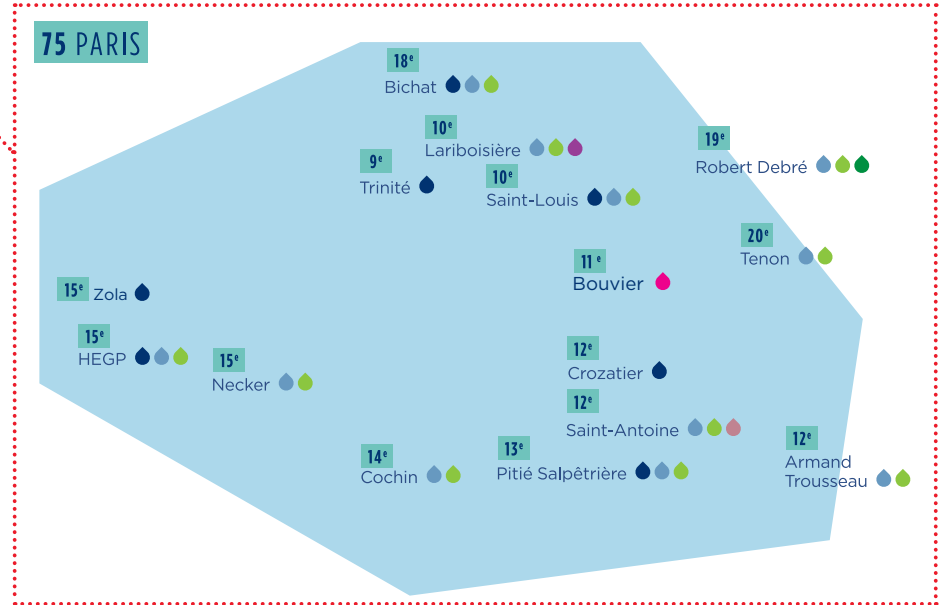 75 PARIS
18e
Bichat
10e
Lariboisière
9e
Trinité
10e
Saint-Louis
19e
Robert Debré
20e
Tenon
11 e
Bouvier
15e Zola
15e
HEGP
15e
Necker
12e
Crozatier
12e
Saint-Antoine
14e
Cochin
13e
Pitié Salpêtrière
12e
Armand
Trousseau